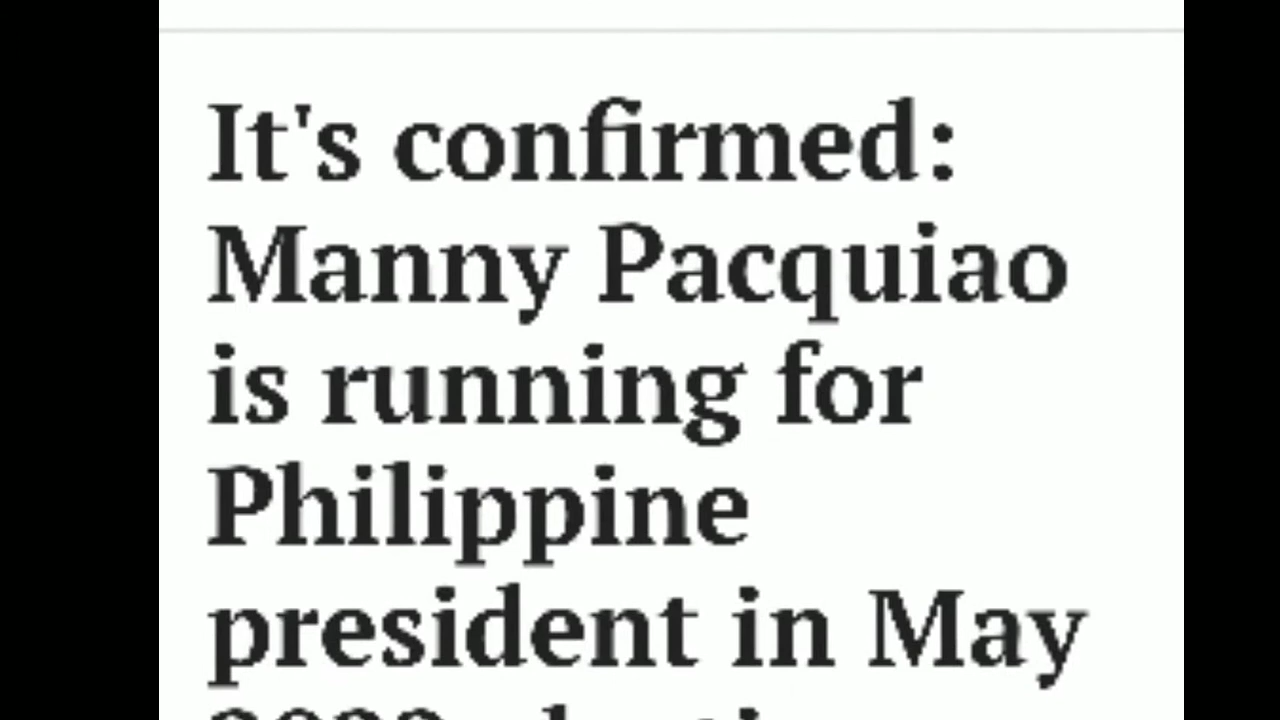 It's confirmed:
Manny Pacquiao
is running for
Philippine
president in May